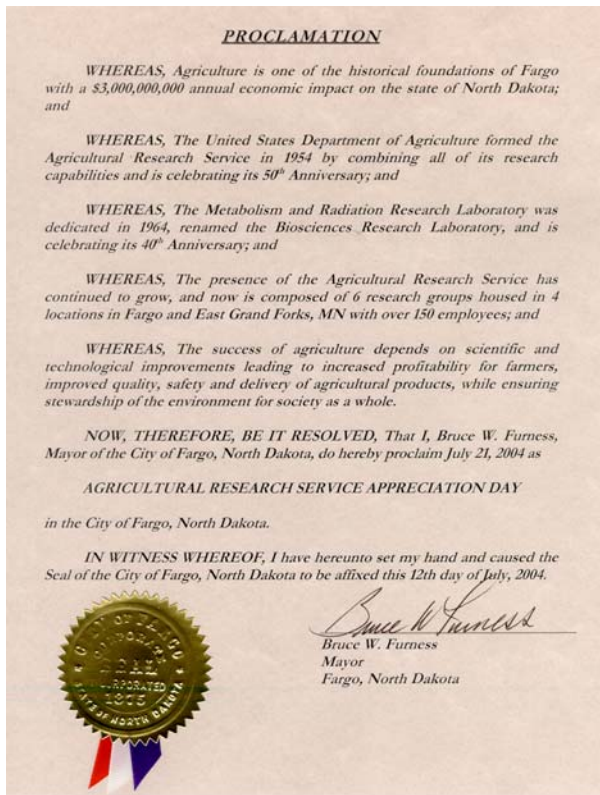 PROCLAMATION
WHEREAS, Agriculture is one of the historical foundations of Fargo
with a $3,000,000,000 annual economic impact on the state of North Dakota;
and
WHEREAS, The United States Department of Agriculture formed the
Agricultural Research Service in 1954 by combining all of its research
capabilities and is celebrating its 50th Anniversary; and
WHEREAS, The Metabolism and Radiation Research Laboratory was
dedicated in 1964, renamed the Biosciences Research Laboratory, and is
celebrating its 40th Anniversary; and
WHEREAS, The presence of the Agricultural Research Service has
continued to grow, and now is composed of 6 research groups housed in 4
locations in Fargo and East Grand Forks, MN with over 150 employees; and
WHEREAS, The success of agriculture depends on scientific and
technological improvements leading to increased profitability for farmers,
improved quality, safety and delivery of agricultural products, while ensuring
stewardship of the environment for society as a whole.
NOW, THEREFORE, BE IT RESOLVED, That I, Bruce W. Furness,
Mayor of the City of Fargo, North Dakota, do hereby proclaim July 21, 2004 as
AGRICULTURAL RESEARCH SERVICE APPRECIATION DAY
in the City of Fargo, North Dakota.
IN WITNESS WHEREOF, I have hereunto set my hand and caused the
Seal of the City of Fargo, North Dakota to be affixed this 12th day of July, 2004.
Bruce W Furness
Bruce W. Furness
Mayor
Fargo, North Dakota
CITY OF FARGO
CORPORATE
SEAL
INCORPORATED
1875
STATE OF NORTH DAKOTA